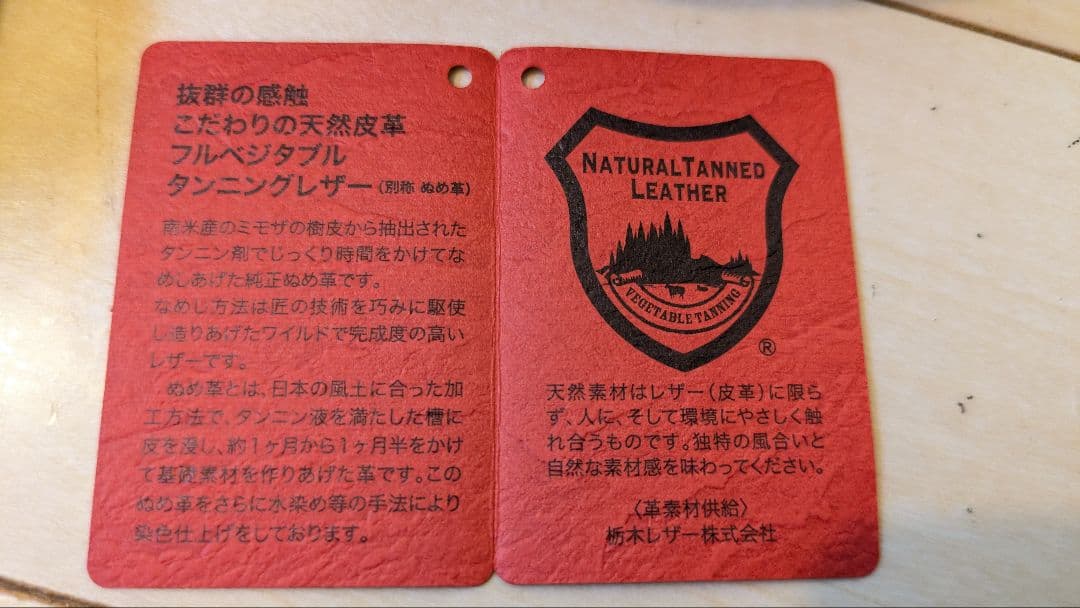 抜群の感触
こだわりの天然皮革
フルベジタブル
タンニングレザー(別称 ぬめ革)
南米産のミモザの樹皮から抽出された
タンニン剤でじっくり時間をかけてな
めしあげた純正ぬめ革です。
なめし方法は匠の技術を巧みに駆使
し造りあげたワイルドで完成度の高い
レザーです。
ぬめ革とは、日本の風土に合った加
工方法で、タンニン液を満たした槽に
皮を浸し、約1ヶ月から1ヶ月半をかけ
て基礎素材を作りあげた革です。この
ぬめ革をさらに水染め等の手法により
染色仕上げをしております。
NATURALTANNED
LEATHER
VEGETABLE TANNING
®
天然素材はレザー(皮革)に限ら
ず、人に、そして環境にやさしく触
れ合うものです。独特の風合いと
自然な素材感を味わってください。
〈革素材供給〉
栃木レザー株式会社